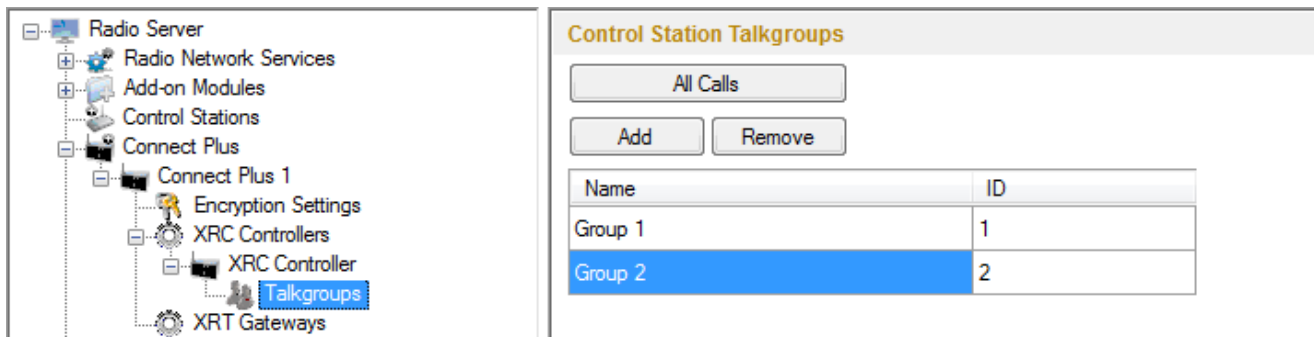 Radio Server
Radio Network Services
Add-on Modules
Control Stations
Connect Plus
Connect Plus 1
Encryption Settings
XRC Controllers
XRC Controller
Talkgroups
XRT Gateways
Control Station Talkgroups
All Calls
Add Remove
Name ID
Group 1 1
Group 2 2